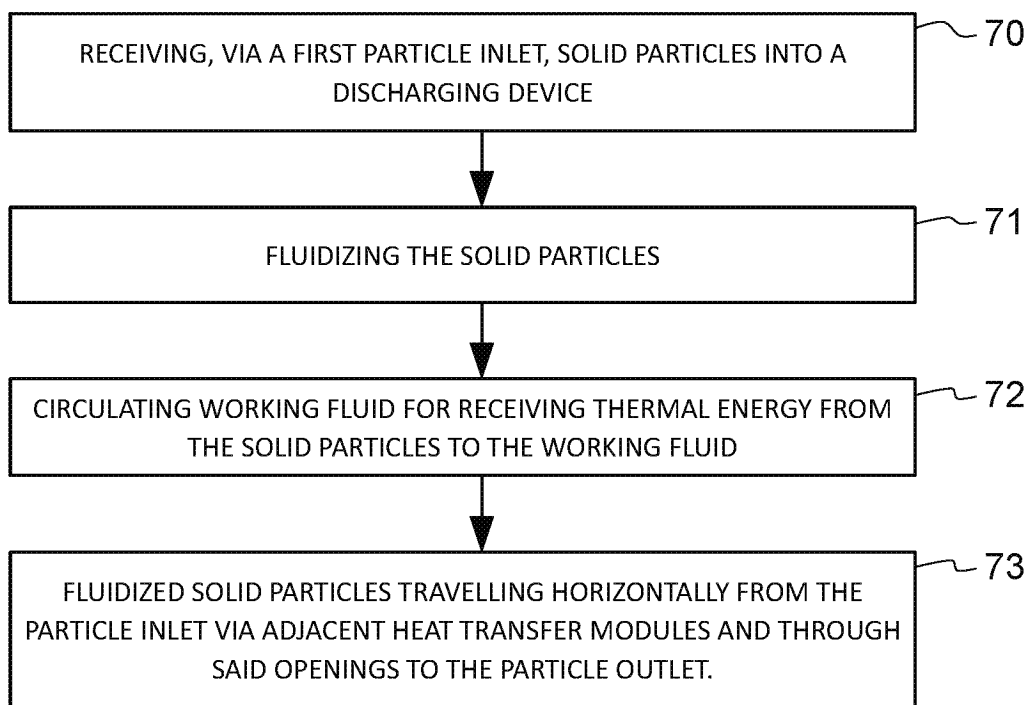 RECEIVING, VIA A FIRST PARTICLE INLET, SOLID PARTICLES INTO A
DISCHARGING DEVICE
70
FLUIDIZING THE SOLID PARTICLES
71
CIRCULATING WORKING FLUID FOR RECEIVING THERMAL ENERGY FROM
THE SOLID PARTICLES TO THE WORKING FLUID
72
FLUIDIZED SOLID PARTICLES TRAVELLING HORIZONTALLY FROM THE
PARTICLE INLET VIA ADJACENT HEAT TRANSFER MODULES AND THROUGH
SAID OPENINGS TO THE PARTICLE OUTLET.
73